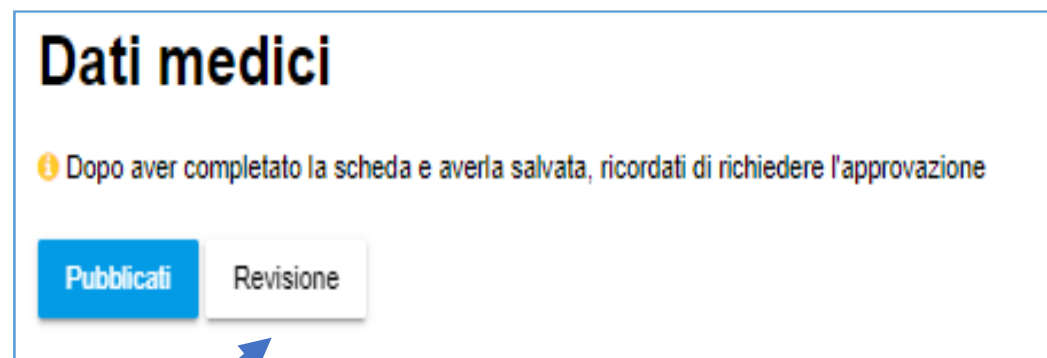 Dati medici
Dopo aver completato la scheda e averla salvata, ricordati di richiedere l'approvazione
Pubblicati Revisione